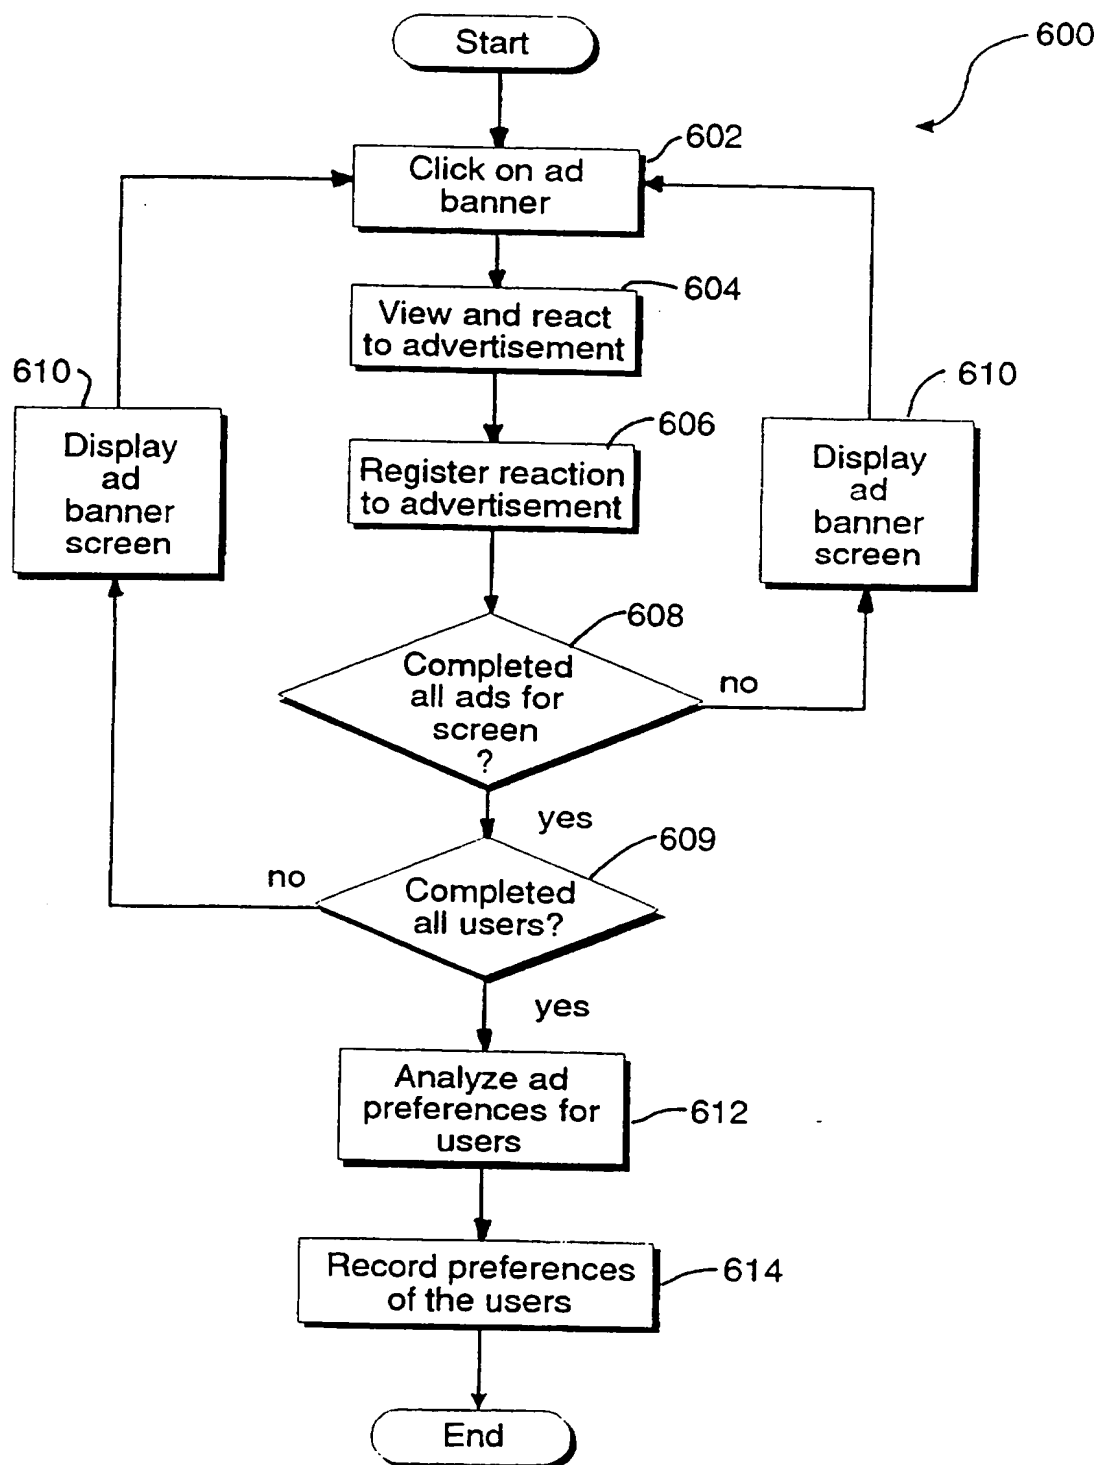 Start
600
602
Click on ad
banner
604
View and react
to advertisement
610
Display
ad
banner
screen
606
Register reaction
to advertisement
610
Display
ad
banner
screen
608
Completed
all ads for
screen
?
no
yes
609
no
Completed
all users?
yes
Analyze ad
preferences for
users
612
Record preferences
of the users
614
End